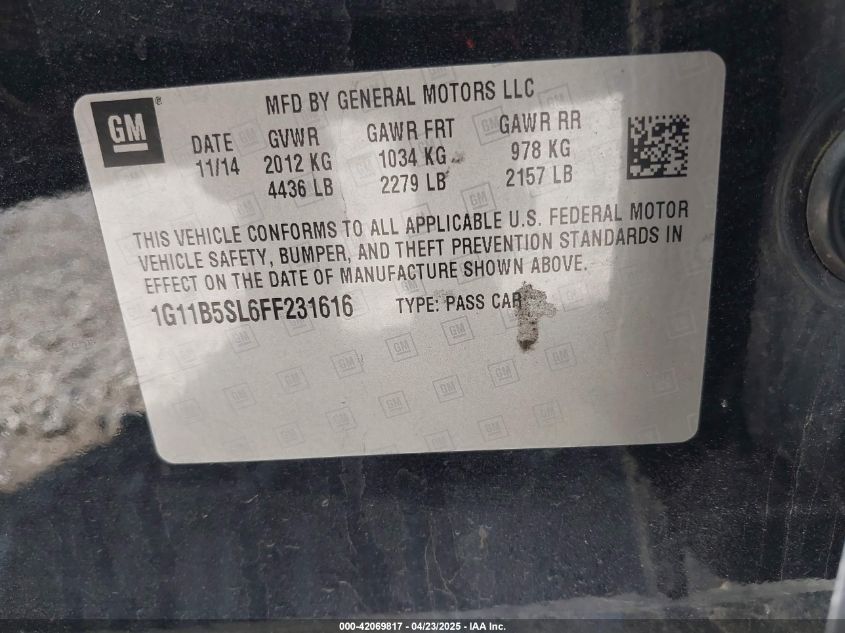 GM
®
MFD BY GENERAL MOTORS LLC
DATE GVWR GAWR FRT GAWR RR
11/14 2012 KG 1034 KG 978 KG
4436 LB 2279 LB 2157 LB
THIS VEHICLE CONFORMS TO ALL APPLICABLE U.S. FEDERAL MOTOR
VEHICLE SAFETY, BUMPER, AND THEFT PREVENTION STANDARDS IN
EFFECT ON THE DATE OF MANUFACTURE SHOWN ABOVE.
1G11B5SL6FF231616 TYPE: PASS CAR
000-42069817 - 04/23/2025 - IAA Inc.